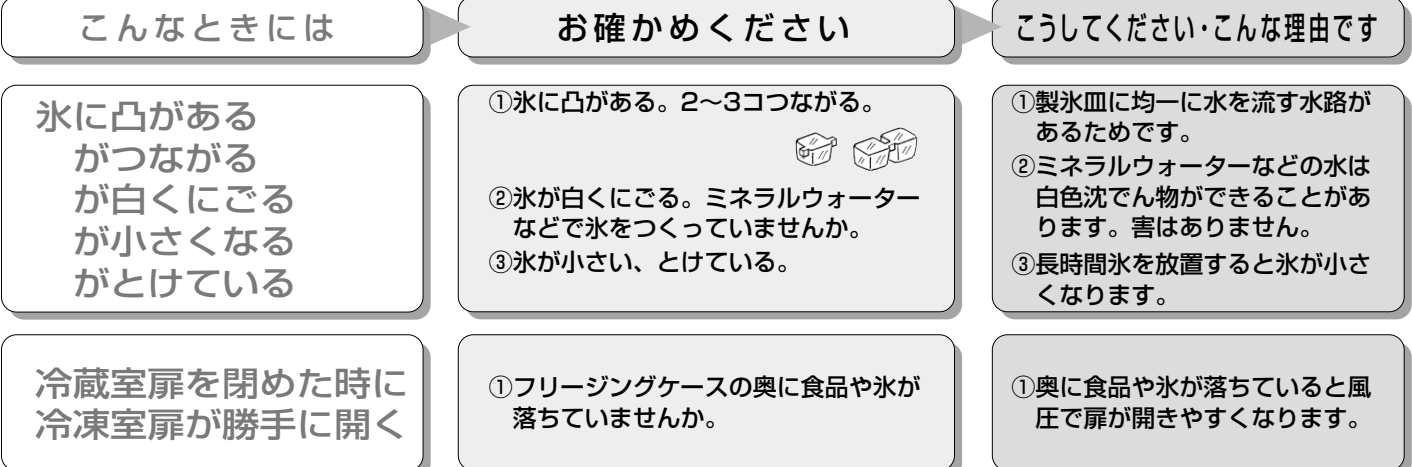 こんなときには
お確かめください
こうしてください・こんな理由です
氷に凸がある
がつながる
が白くにごる
が小さくなる
がとけている
①氷に凸がある。2〜3コつながる。
②氷が白くにごる。ミネラルウォーター
などで氷をつくっていませんか。
③氷が小さい、とけている。
①製氷皿に均一に水を流す水路が
あるためです。
②ミネラルウォーターなどの水は
白色沈でん物ができることがあ
ります。害はありません。
③長時間氷を放置すると氷が小さ
くなります。
冷蔵室扉を閉めた時に
冷凍室扉が勝手に開く
①フリージングケースの奥に食品や氷が
落ちていませんか。
①奥に食品や氷が落ちていると風
圧で扉が開きやすくなります。